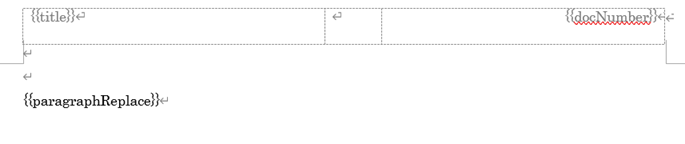 {{title}} {{docNumber}}
{{paragraphReplace}}